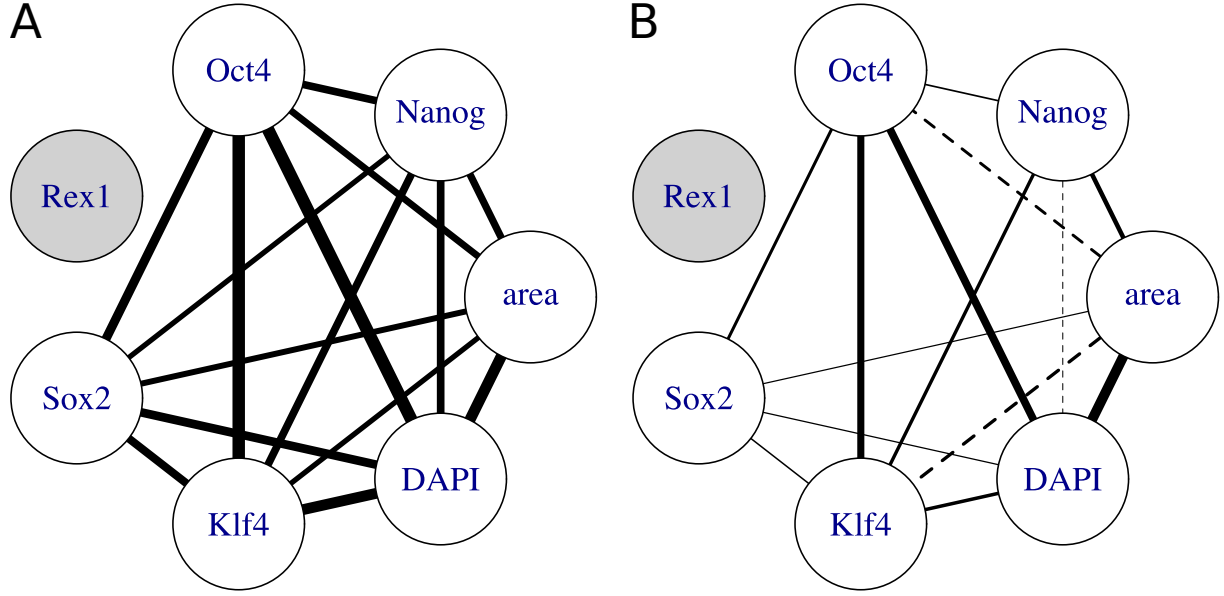 A
Oct4
Nanog
Rex1
area
Sox2
DAPI
Klf4
B
Oct4
Nanog
Rex1
area
Sox2
DAPI
Klf4